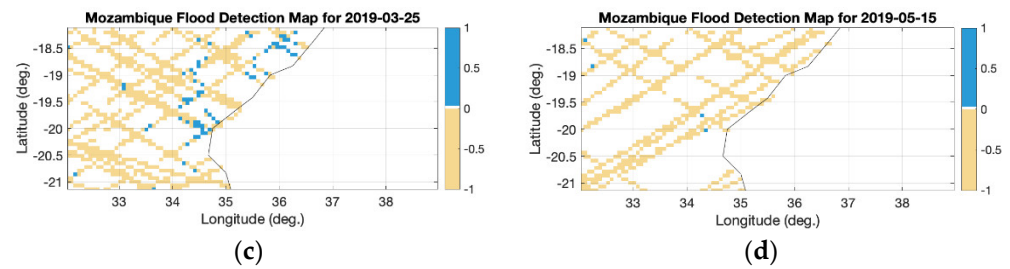 Mozambique Flood Detection Map for 2019-03-25
Latitude (deg.)
-18.5
-19
-19.5
-20
-20.5
-21
33 34 35 36 37 38
Longitude (deg.)
1
0.5
0
-0.5
-1
(c)
Mozambique Flood Detection Map for 2019-05-15
Latitude (deg.)
-18.5
-19
-19.5
-20
-20.5
-21
33 34 35 36 37 38
Longitude (deg.)
1
0.5
0
-0.5
-1
(d)